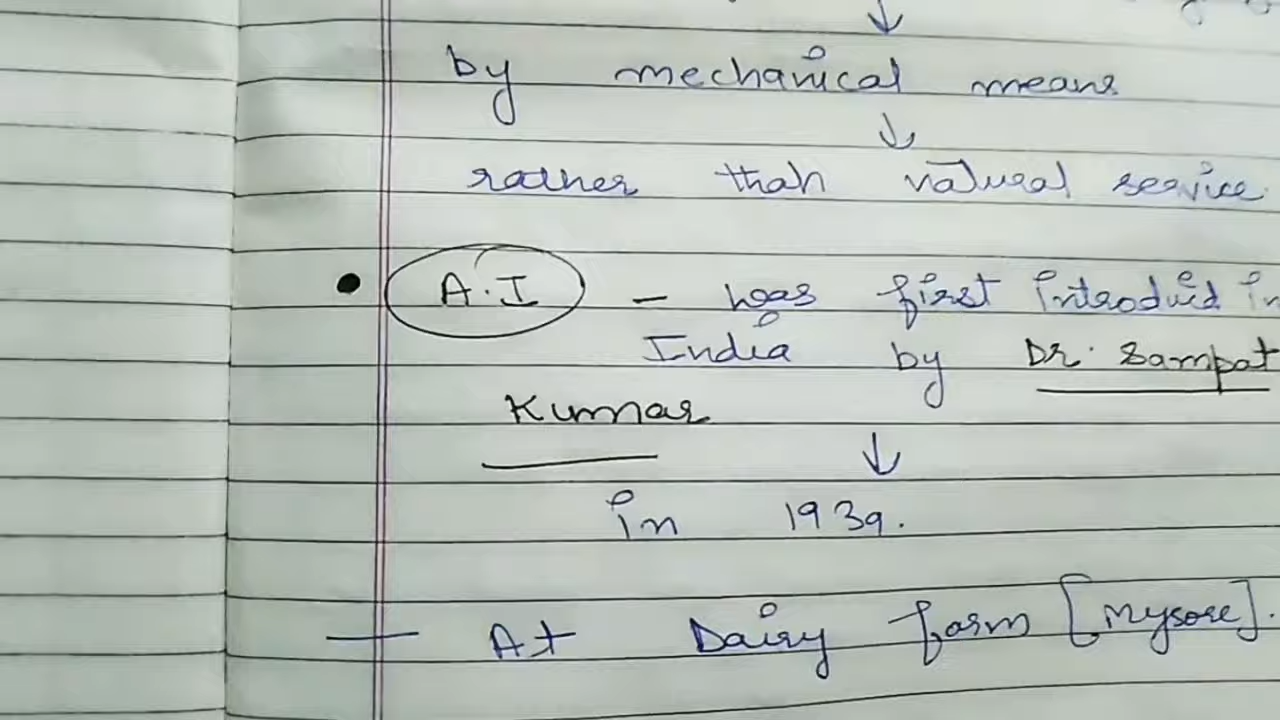 by mechanical means
rather than natural service.
A.I - was first introduced in
India by Dr. Sampat
Kumar
in 1939.
At Dairy farm [Mysore].